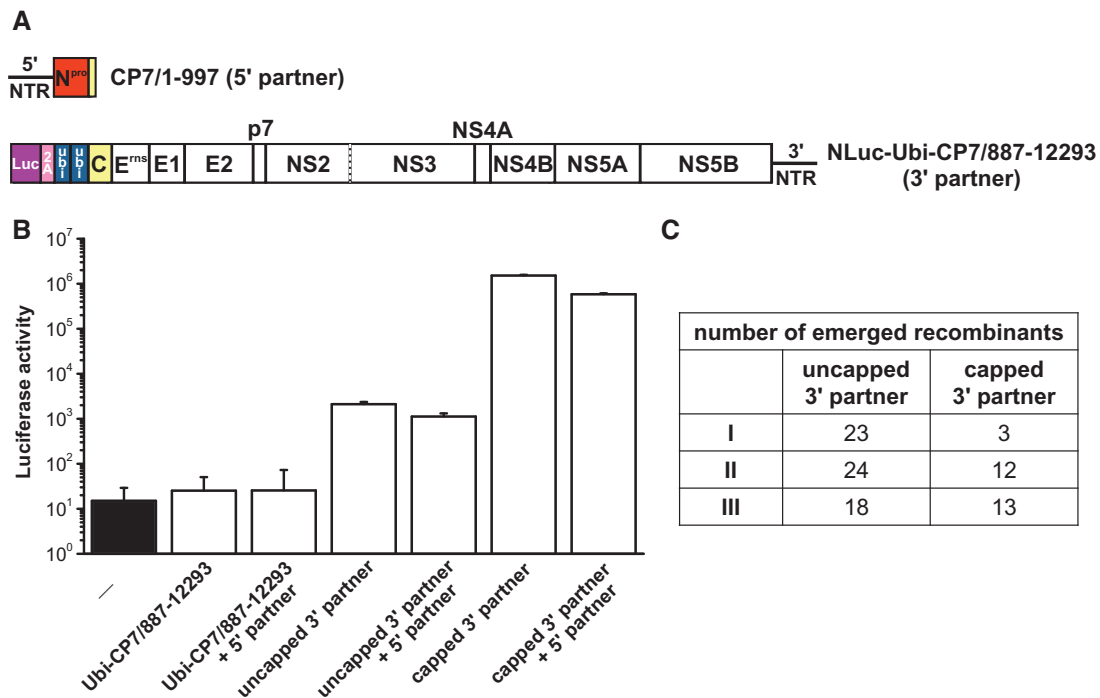 A
5'
NTR
Npro
CP7/1-997 (5' partner)
p7
NS4A
Luc
2A
ubi
ubi
C
Erns
E1
E2
NS2
NS3
NS4B
NS5A
NS5B
3'
NTR
NLuc-Ubi-CP7/887-12293
(3' partner)
B
Luciferase activity
10^7
10^6
10^5
10^4
10^3
10^2
10^1
10^0
—
Ubi-CP7/887-12293
Ubi-CP7/887-12293
+ 5' partner
uncapped 3' partner
uncapped 3' partner
+ 5' partner
capped 3' partner
capped 3' partner
+ 5' partner
C
number of emerged recombinants
uncapped
3' partner
capped
3' partner
I 23 3
II 24 12
III 18 13